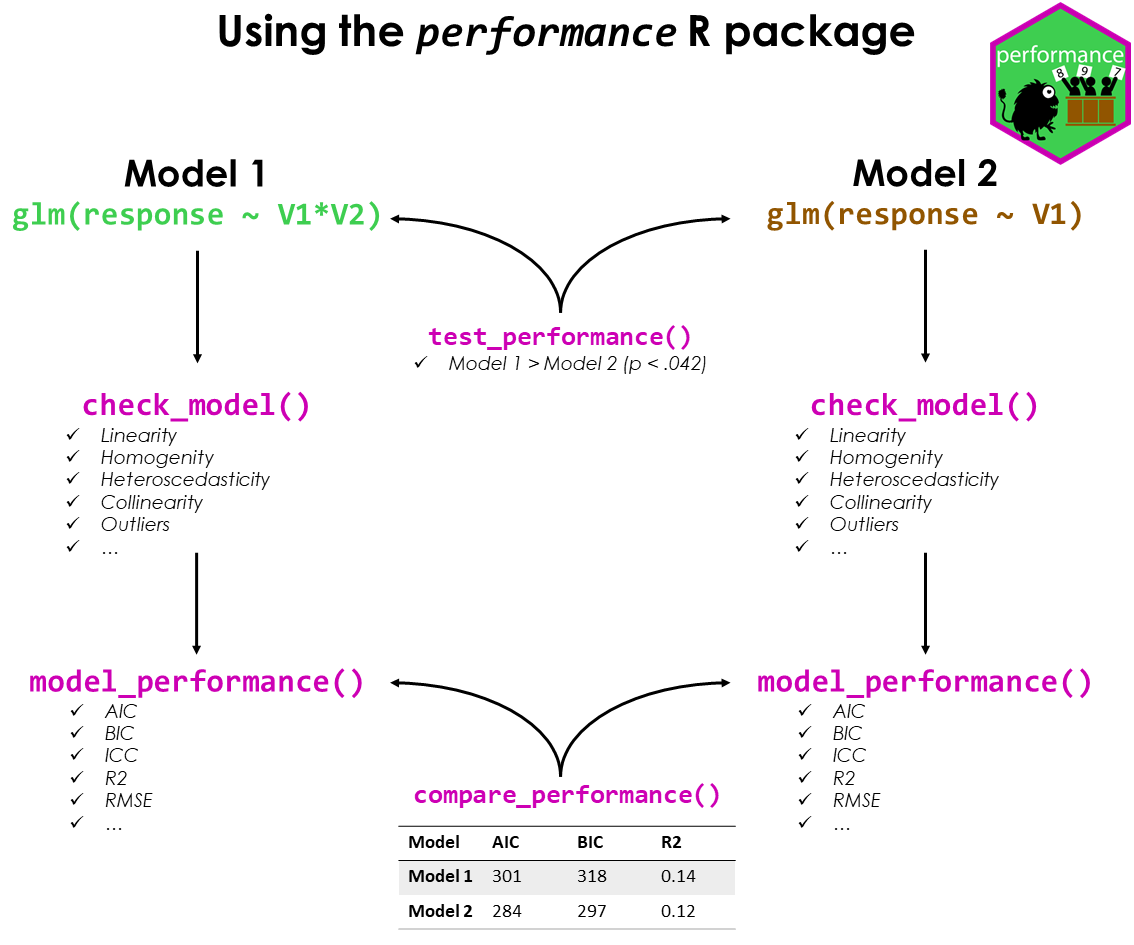 Using the performance R package
performance
8 9 7
Model 1
glm(response ~ V1*V2)
Model 2
glm(response ~ V1)
test_performance()
✓ Model 1 > Model 2 (p < .042)
check_model()
✓ Linearity
✓ Homogenity
✓ Heteroscedasticity
✓ Collinearity
✓ Outliers
✓ ...
check_model()
✓ Linearity
✓ Homogenity
✓ Heteroscedasticity
✓ Collinearity
✓ Outliers
✓ ...
model_performance()
✓ AIC
✓ BIC
✓ ICC
✓ R2
✓ RMSE
✓ ...
model_performance()
✓ AIC
✓ BIC
✓ ICC
✓ R2
✓ RMSE
✓ ...
compare_performance()
Model AIC BIC R2
Model 1 301 318 0.14
Model 2 284 297 0.12